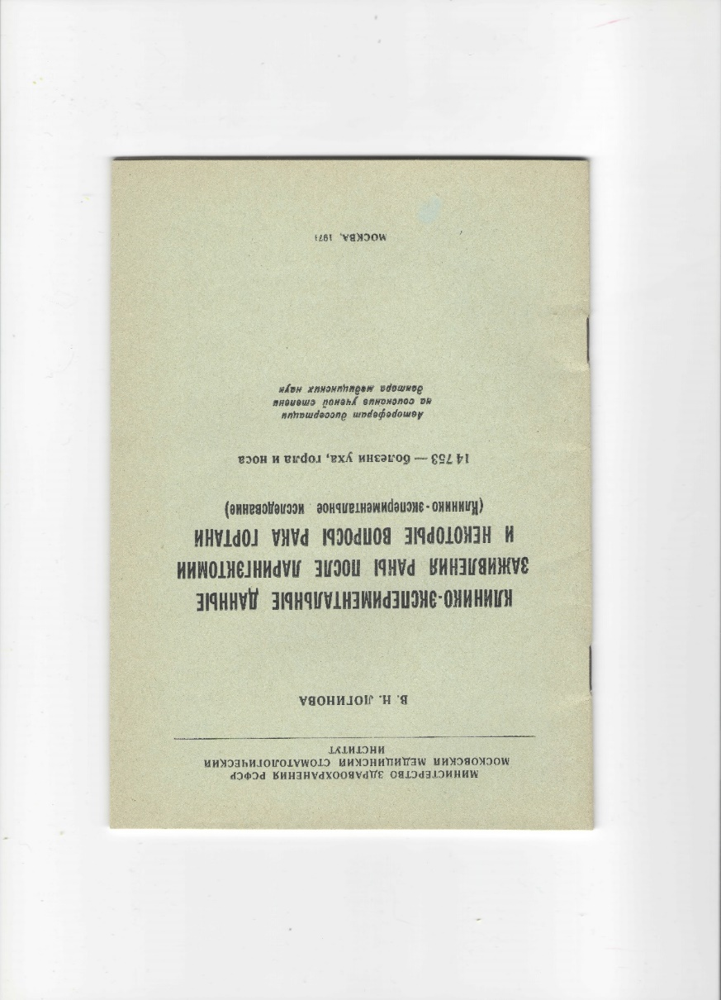 МИНИСТЕРСТВО ЗДРАВООХРАНЕНИЯ РСФСР
МОСКОВСКИЙ МЕДИЦИНСКИЙ СТОМАТОЛОГИЧЕСКИЙ
ИНСТИТУТ
В. Н. ЛОГИНОВА
КЛИНИКО-ЭКСПЕРИМЕНТАЛЬНЫЕ ДАННЫЕ
ЗАЖИВЛЕНИЯ РАНЫ ПОСЛЕ ЛАРИНГЭКТОМИИ
И НЕКОТОРЫЕ ВОПРОСЫ РАКА ГОРТАНИ
(Клинико-экспериментальное исследование)
14 753 — болезни уха, горла и носа
Автореферат диссертации
на соискание ученой степени
доктора медицинских наук
МОСКВА, 1971